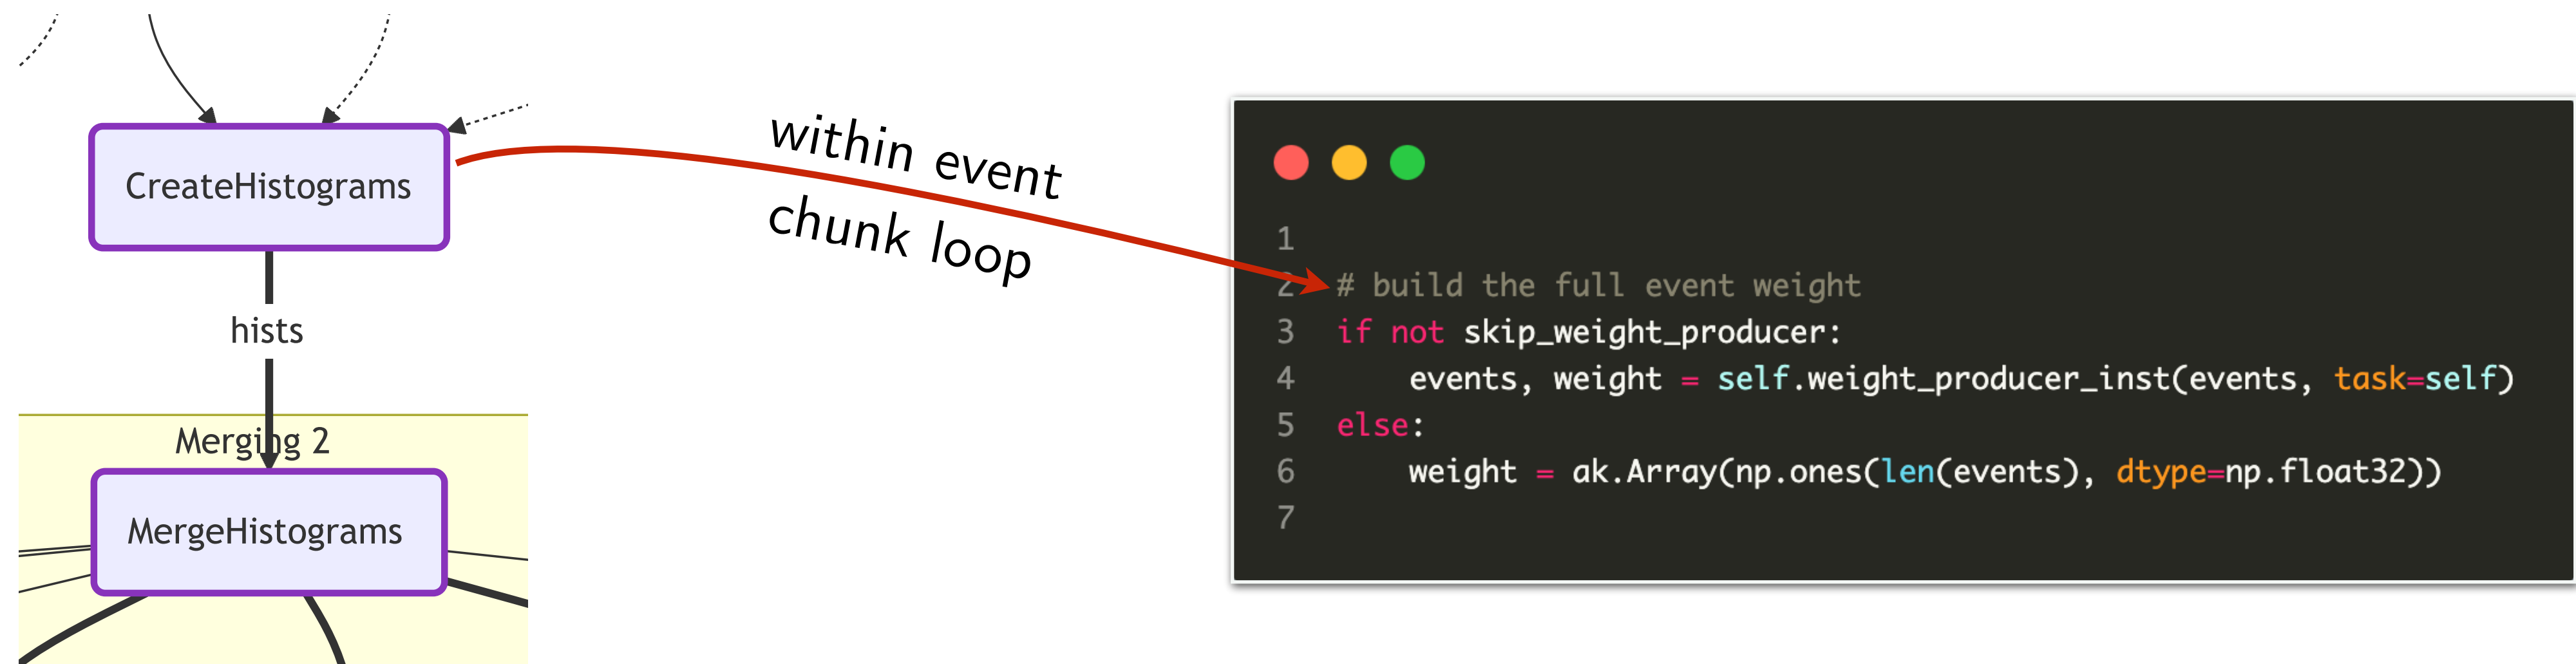 CreateHistograms
hists
Merging 2
MergeHistograms
within event
chunk loop
1
2 # build the full event weight
3 if not skip_weight_producer:
4     events, weight = self.weight_producer_inst(events, task=self)
5 else:
6     weight = ak.Array(np.ones(len(events), dtype=np.float32))
7